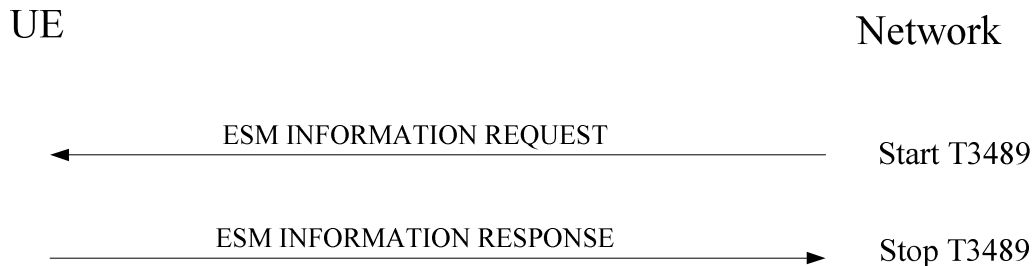 UE
Network
ESM INFORMATION REQUEST
Start T3489
ESM INFORMATION RESPONSE
Stop T3489